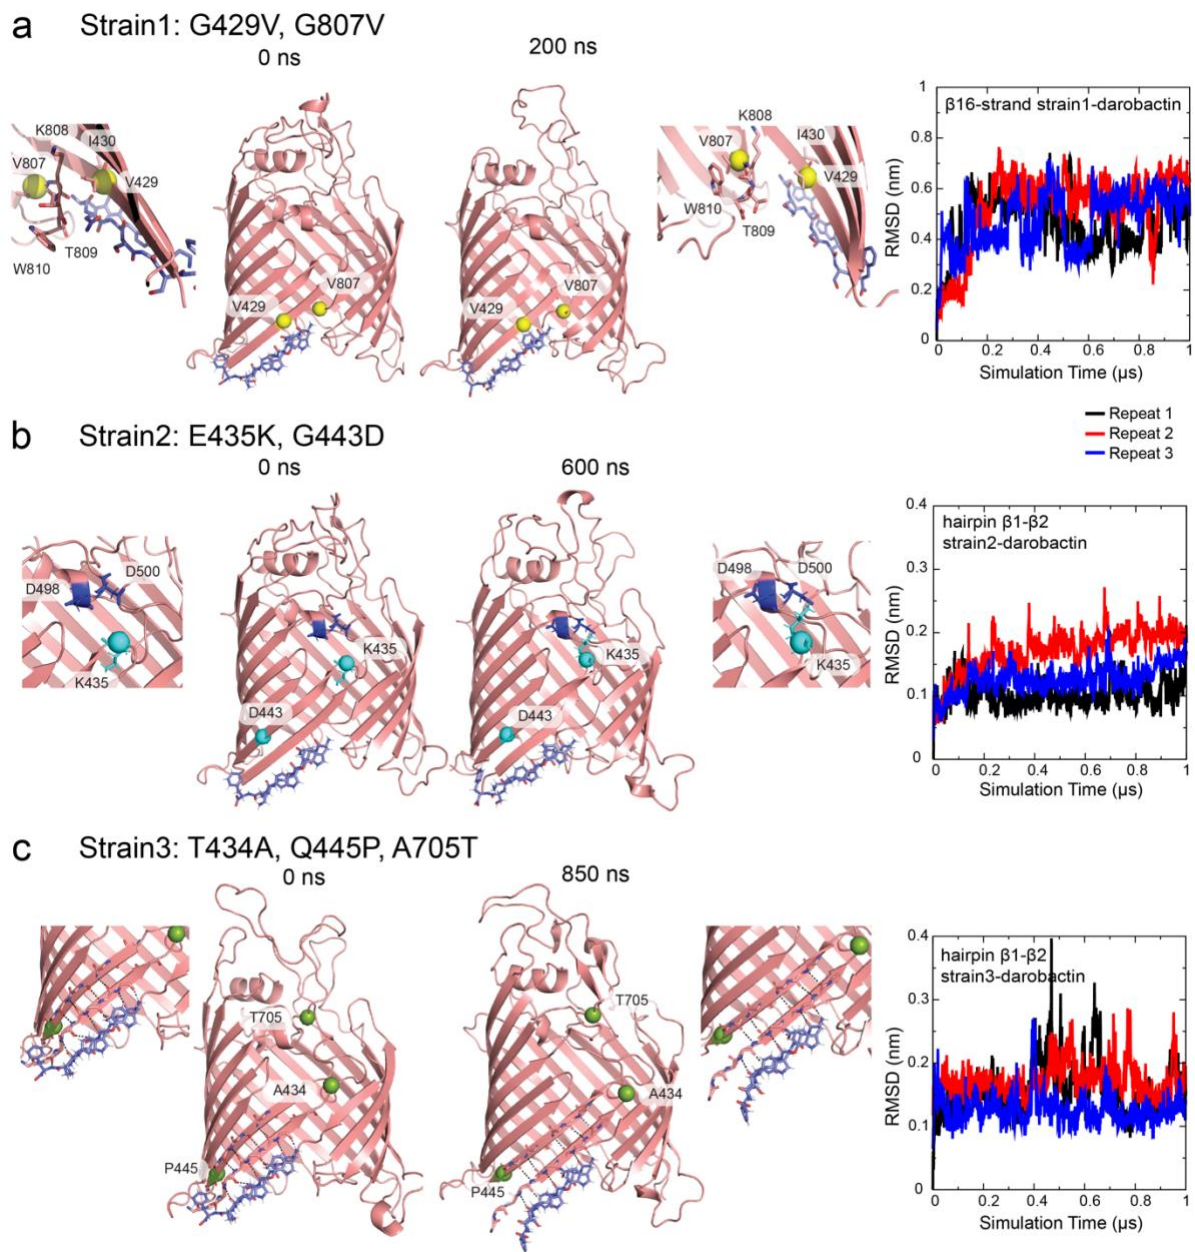 a Strain1: G429V, G807V
0 ns
200 ns
K808
I430
V807
V429
T809
W810
V429
V807
V429
V807
K808
V807
I430
V429
W810
T809
β16-strand strain1-darobactin
RMSD (nm)
1
0.8
0.6
0.4
0.2
0
0 0.2 0.4 0.6 0.8 1
Simulation Time (µs)
Repeat 1
Repeat 2
Repeat 3
b Strain2: E435K, G443D
0 ns
600 ns
D498
D500
K435
K435
D443
K435
D443
D498
D500
K435
hairpin β1-β2
strain2-darobactin
RMSD (nm)
0.4
0.3
0.2
0.1
0
0 0.2 0.4 0.6 0.8 1
Simulation Time (µs)
c Strain3: T434A, Q445P, A705T
0 ns
850 ns
T705
A434
P445
T705
A434
P445
hairpin β1-β2
strain3-darobactin
RMSD (nm)
0.4
0.3
0.2
0.1
0
0 0.2 0.4 0.6 0.8 1
Simulation Time (µs)